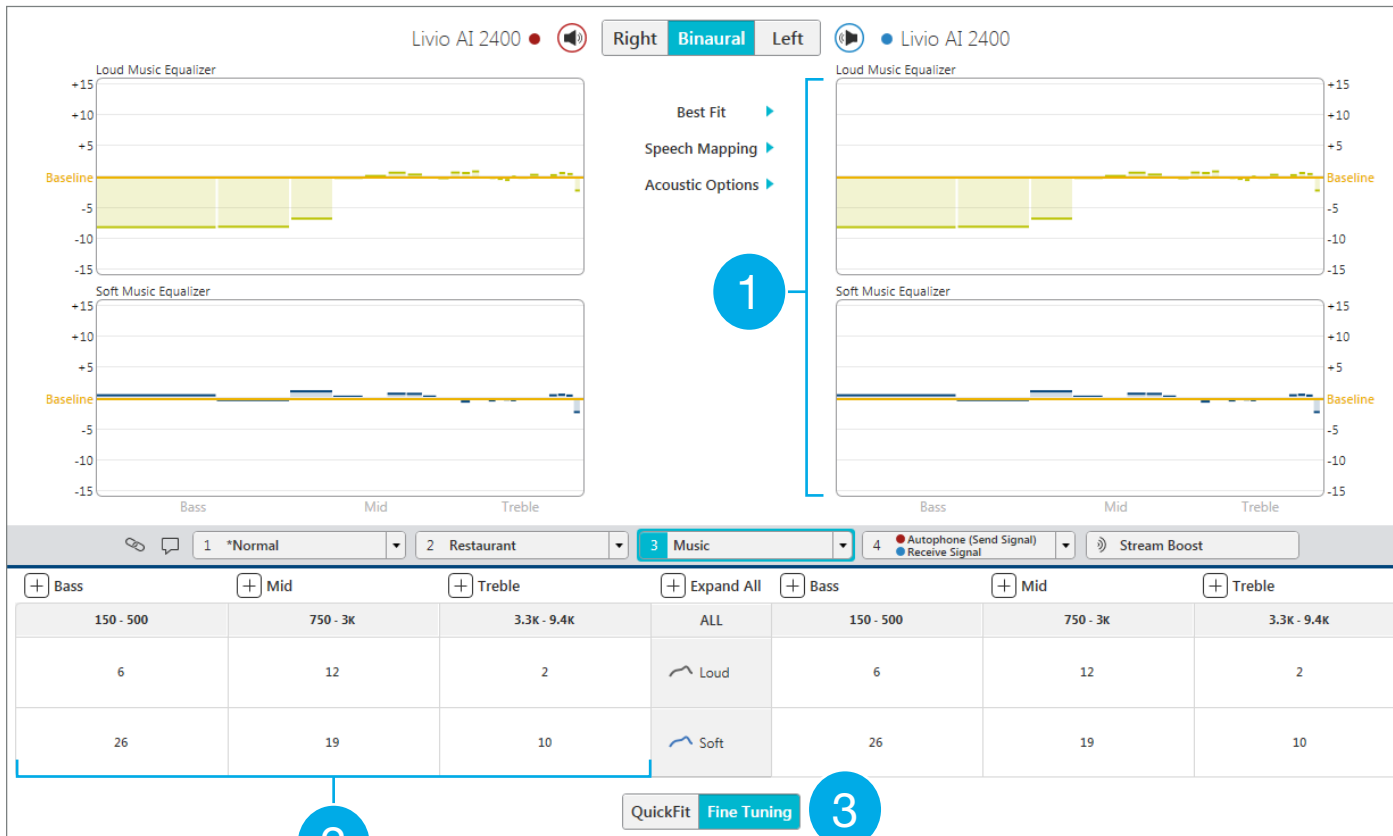 Livio AI 2400
Right Binaural Left
Livio AI 2400
Loud Music Equalizer
+15
+10
+5
Baseline
-5
-10
-15
Soft Music Equalizer
+15
+10
+5
Baseline
-5
-10
-15
Bass Mid Treble
Best Fit
Speech Mapping
Acoustic Options
1
Loud Music Equalizer
+15
+10
+5
Baseline
-5
-10
-15
Soft Music Equalizer
+15
+10
+5
Baseline
-5
-10
-15
Bass Mid Treble
1 *Normal
2 Restaurant
3 Music
4 Autophone (Send Signal)
Receive Signal
Stream Boost
+ Bass + Mid + Treble + Expand All + Bass + Mid + Treble
150 - 500 750 - 3K 3.3K - 9.4K ALL 150 - 500 750 - 3K 3.3K - 9.4K
6 12 2 Loud 6 12 2
26 19 10 Soft 26 19 10
QuickFit Fine Tuning
3